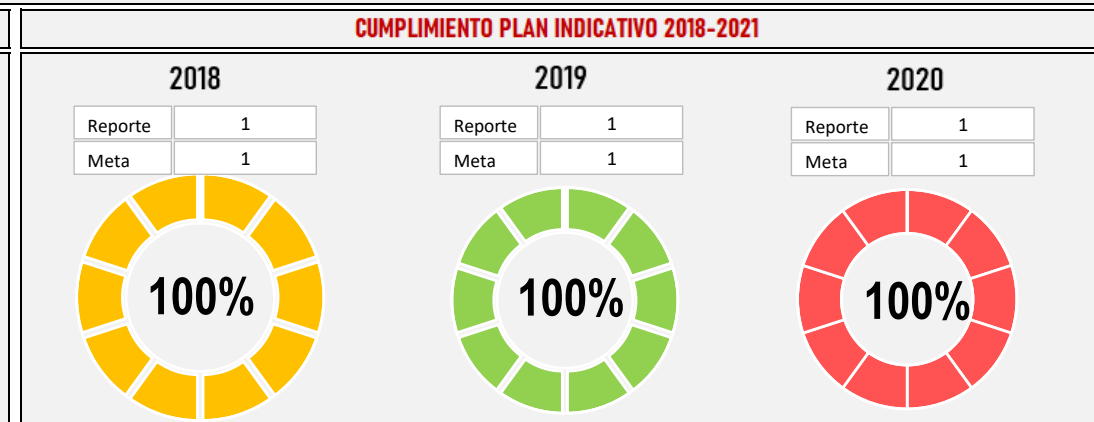 CUMPLIMIENTO PLAN INDICATIVO 2018-2021
2018 2019 2020
Reporte 1 Reporte 1 Reporte 1
Meta 1 Meta 1 Meta 1
100% 100% 100%